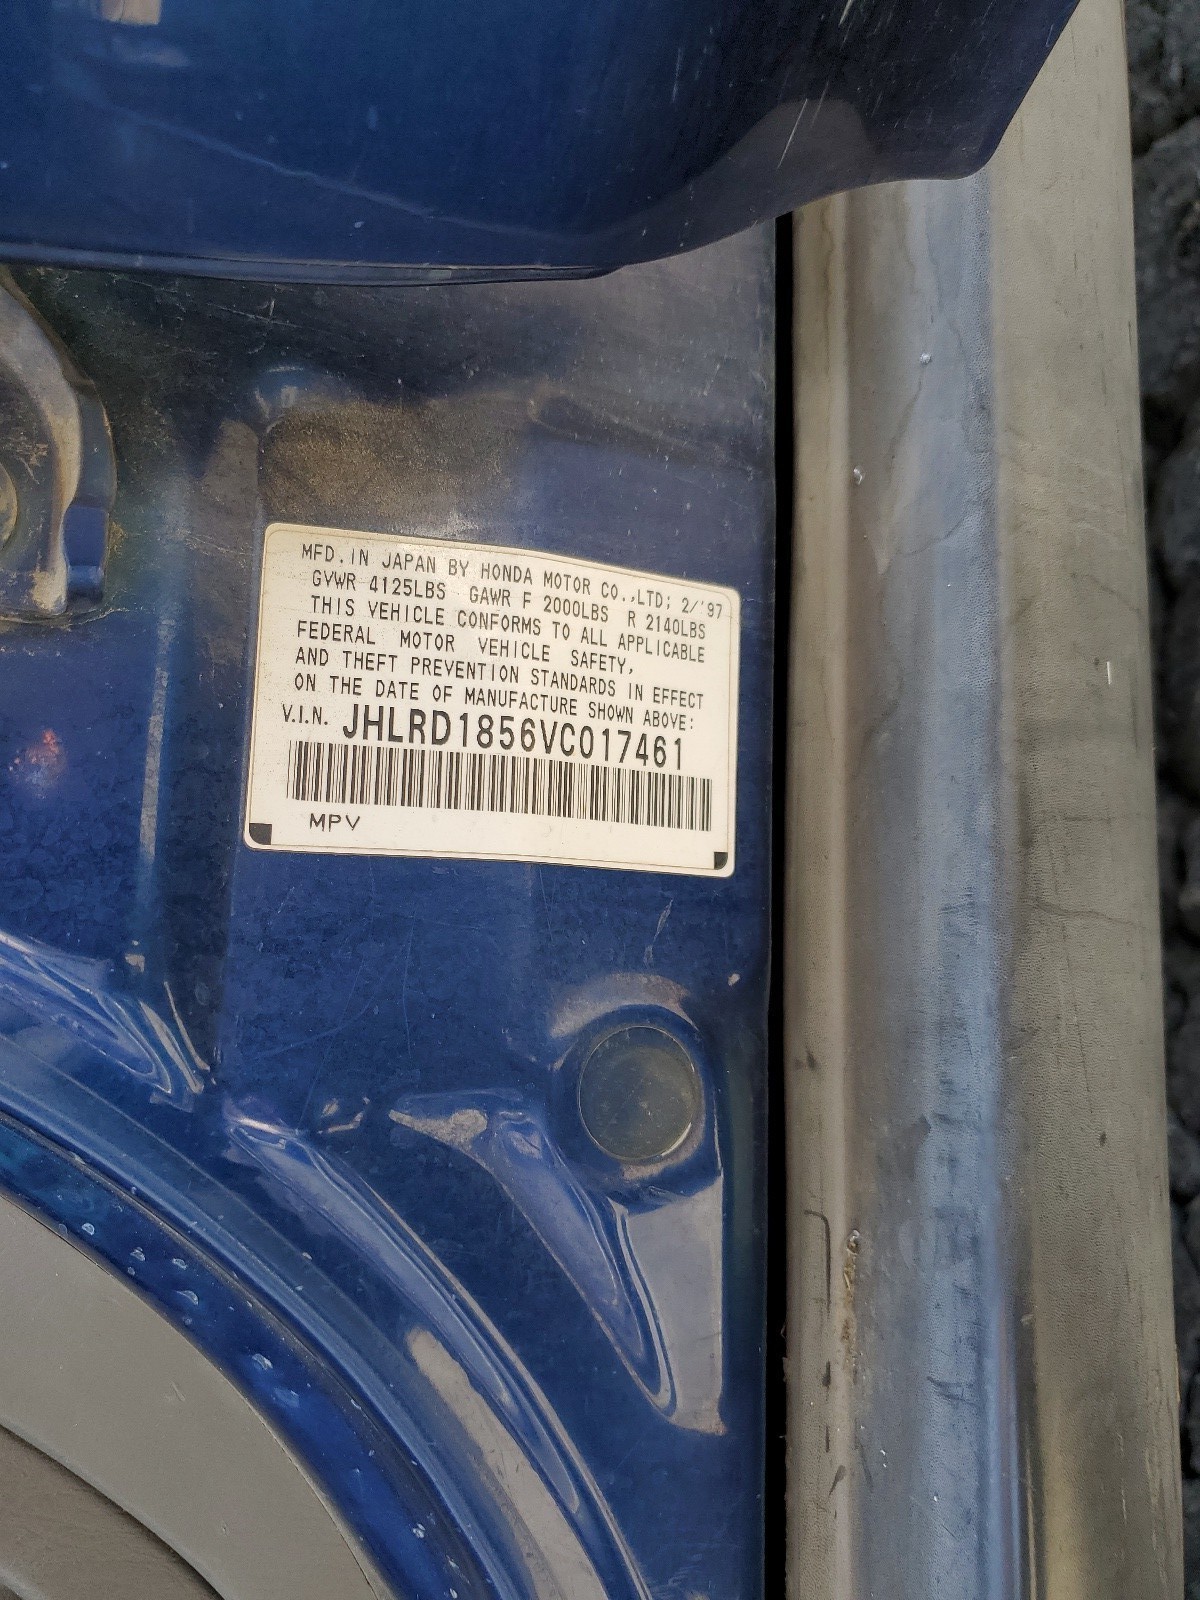 MFD. IN JAPAN BY HONDA MOTOR CO.,LTD; 2/'97
GVWR 4125LBS GAWR F 2000LBS R 2140LBS
THIS VEHICLE CONFORMS TO ALL APPLICABLE
FEDERAL MOTOR VEHICLE SAFETY,
AND THEFT PREVENTION STANDARDS IN EFFECT
ON THE DATE OF MANUFACTURE SHOWN ABOVE:
V.I.N. JHLRD1856VC017461
MPV